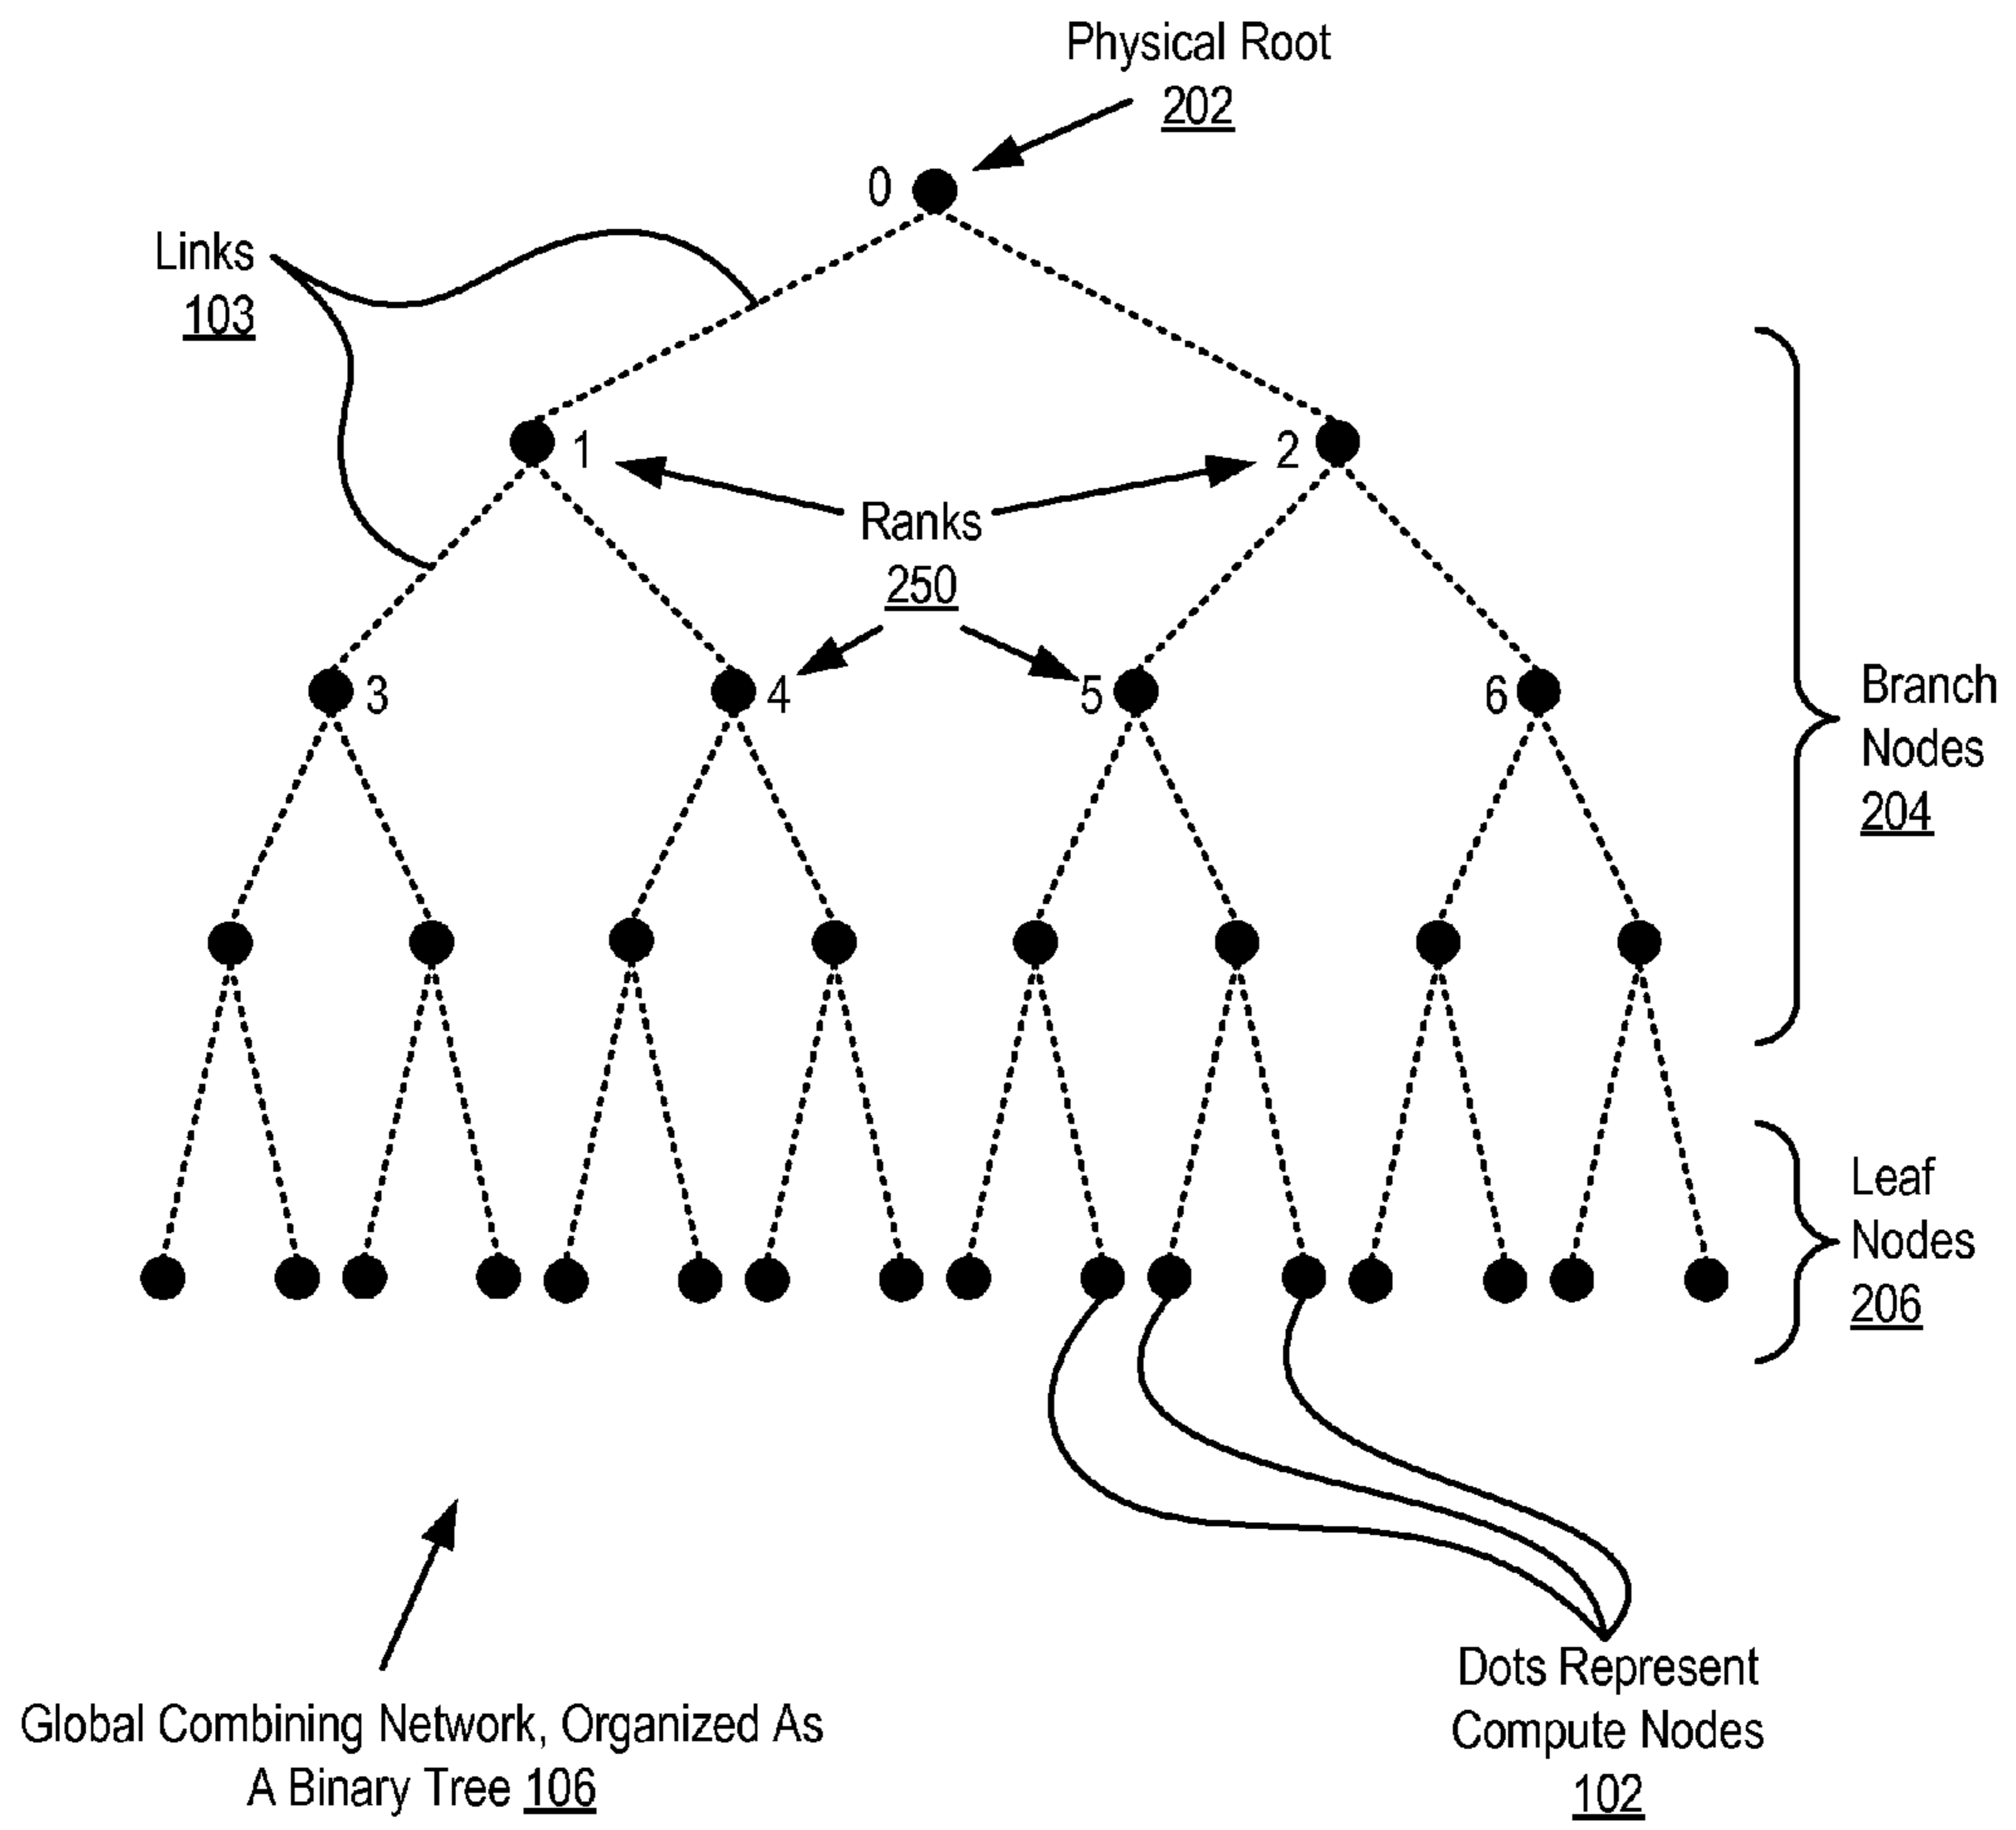 Physical Root
202
0
Links
103
1
2
Ranks
250
3
4
5
6
Branch
Nodes
204
Leaf
Nodes
206
Dots Represent
Compute Nodes
102
Global Combining Network, Organized As
A Binary Tree 106